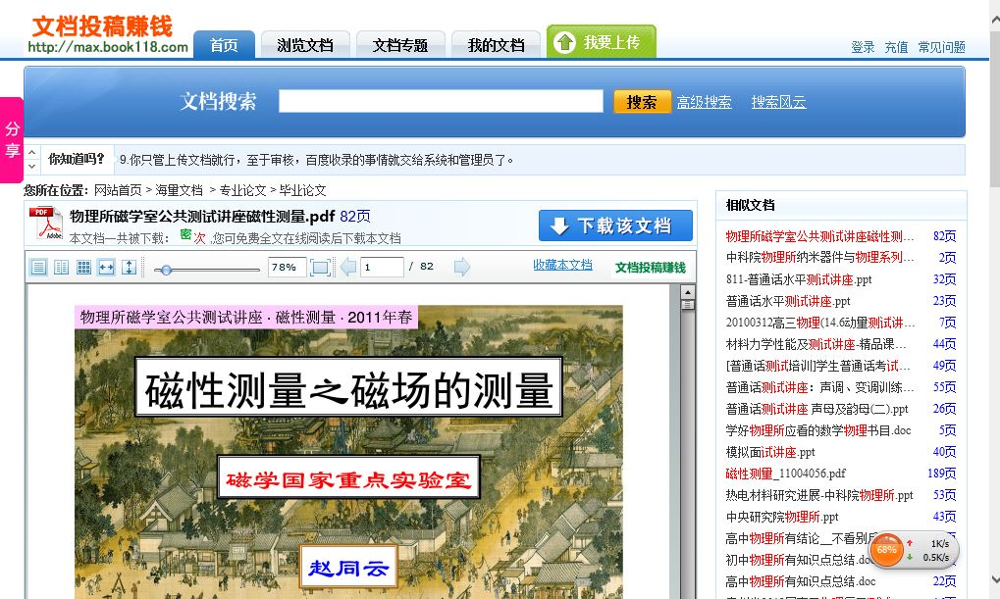 文档投稿赚钱
http://max.book118.com
首页
浏览文档
文档专题
我的文档
我要上传
登录 充值 常见问题
文档搜索
搜索
高级搜索
搜索风云
分享
你知道吗?
9.你只管上传文档就行，至于审核，百度收录的事情就交给系统和管理员了。
您所在位置: 网站首页 > 海量文档 > 专业论文 > 毕业论文
PDF
Adobe
物理所磁学室公共测试讲座磁性测量.pdf 82页
本文档一共被下载: 密 次 ,您可免费全文在线阅读后下载本文档
下载该文档
78%
1 / 82
收藏本文档
文档投稿赚钱
物理所磁学室公共测试讲座 · 磁性测量 · 2011年春
磁性测量之磁场的测量
磁学国家重点实验室
赵同云
相似文档
物理所磁学室公共测试讲座磁性测... 82页
中科院物理所纳米器件与物理系列... 2页
811-普通话水平测试讲座.ppt 32页
普通话水平测试讲座.ppt 23页
20100312高三物理(14.6动量测试讲... 7页
材料力学性能及测试讲座-精品课... 44页
[普通话测试培训]学生普通话考试... 49页
普通话测试讲座：声调、变调训练... 55页
普通话测试讲座 声母及韵母(二).ppt 26页
学好物理所应看的数学物理书目.doc 5页
模拟面试讲座.ppt 40页
磁性测量_11004056.pdf 189页
热电材料研究进展-中科院物理所.ppt 53页
中央研究院物理所.ppt 43页
高中物理所有结论__不看别后
初中物理所有知识点总结.do
高中物理所有知识点总结.doc 22页
68%
1K/s
0.5K/s